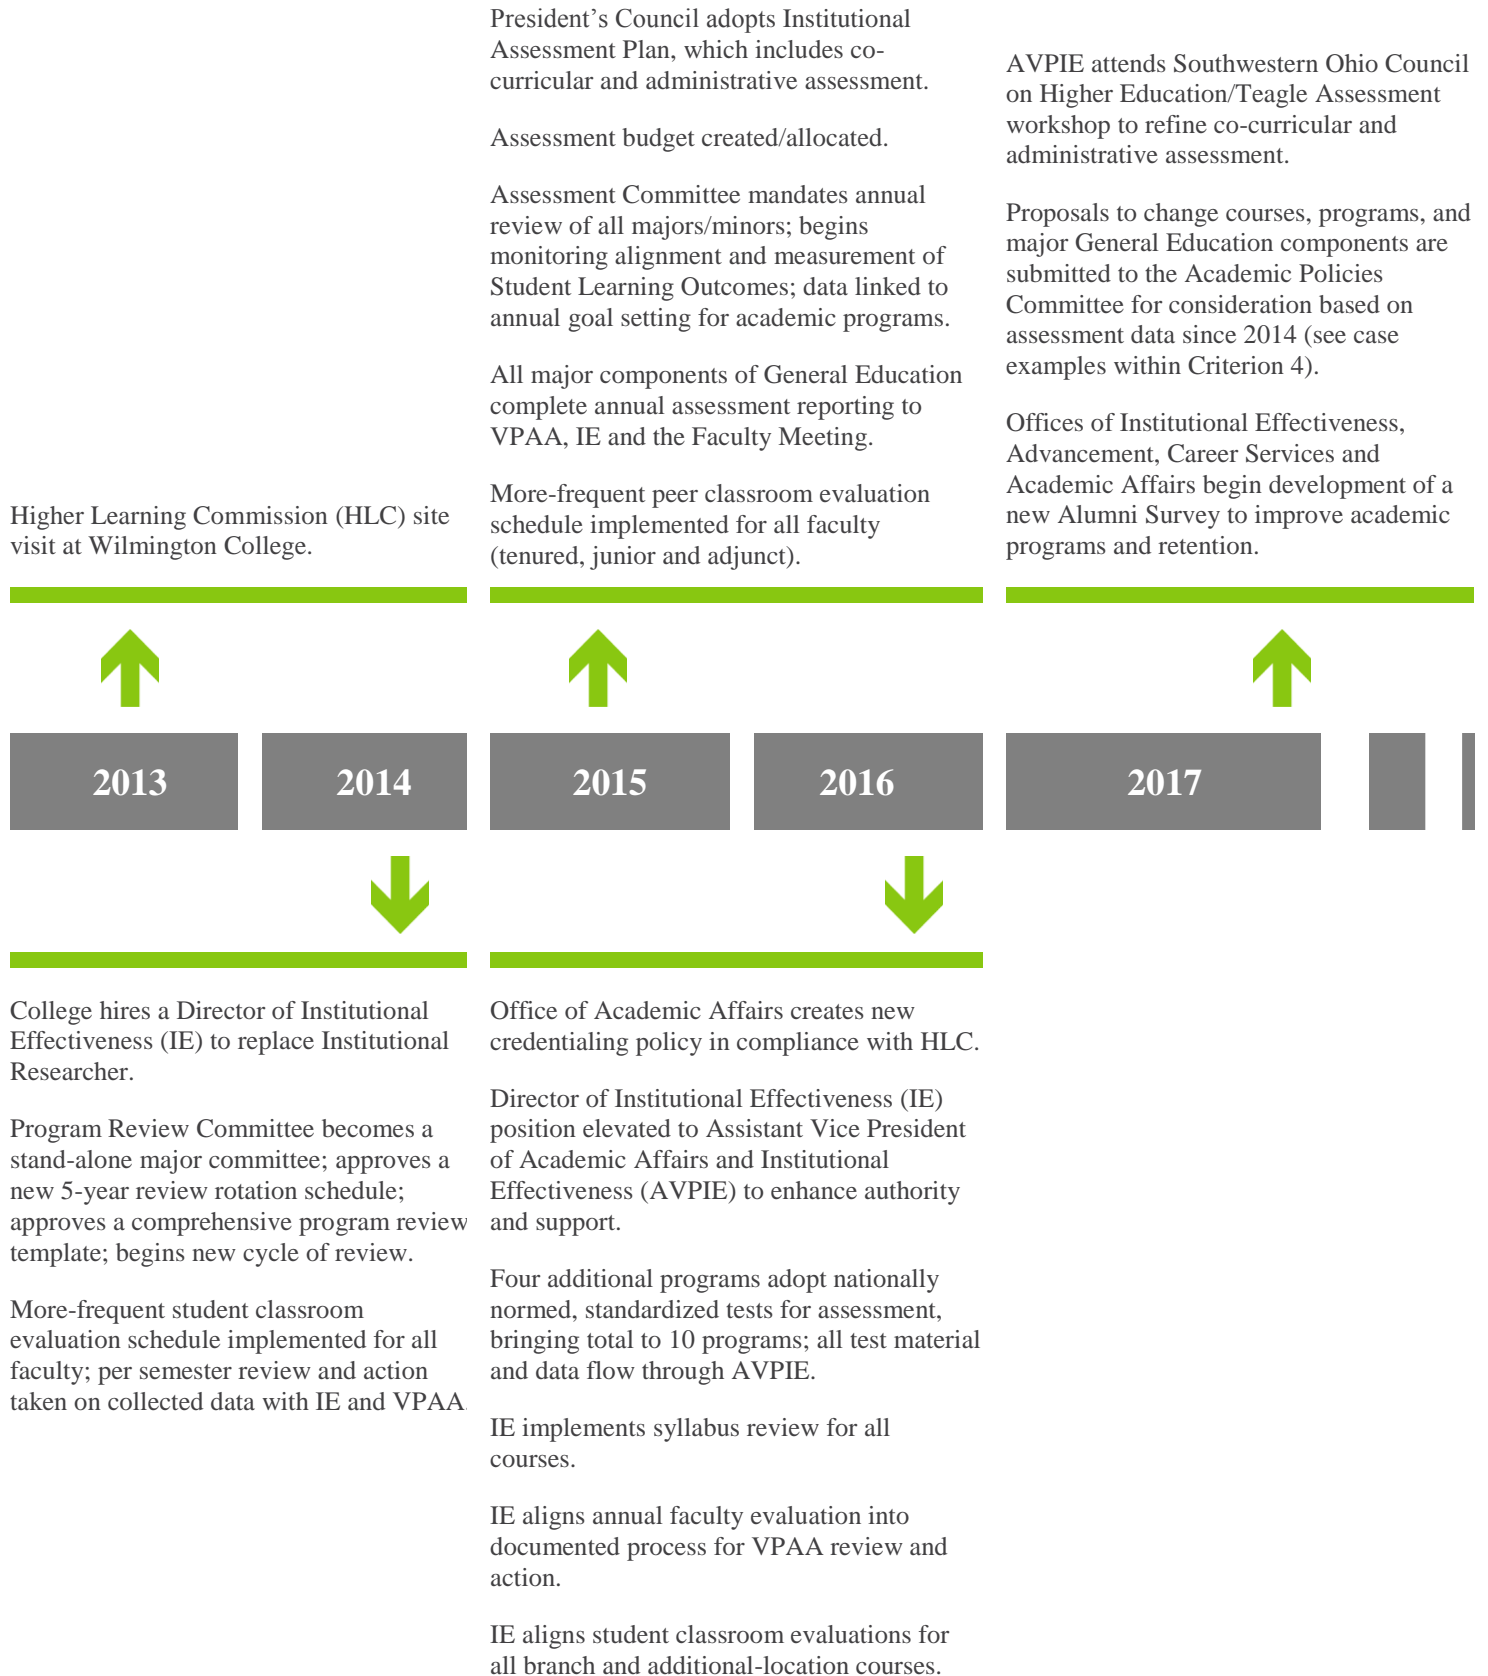 Higher Learning Commission (HLC) site
visit at Wilmington College.
President’s Council adopts Institutional
Assessment Plan, which includes co-
curricular and administrative assessment.
Assessment budget created/allocated.
Assessment Committee mandates annual
review of all majors/minors; begins
monitoring alignment and measurement of
Student Learning Outcomes; data linked to
annual goal setting for academic programs.
All major components of General Education
complete annual assessment reporting to
VPAA, IE and the Faculty Meeting.
More-frequent peer classroom evaluation
schedule implemented for all faculty
(tenured, junior and adjunct).
AVPIE attends Southwestern Ohio Council
on Higher Education/Teagle Assessment
workshop to refine co-curricular and
administrative assessment.
Proposals to change courses, programs, and
major General Education components are
submitted to the Academic Policies
Committee for consideration based on
assessment data since 2014 (see case
examples within Criterion 4).
Offices of Institutional Effectiveness,
Advancement, Career Services and
Academic Affairs begin development of a
new Alumni Survey to improve academic
programs and retention.
2013
2014
2015
2016
2017
College hires a Director of Institutional
Effectiveness (IE) to replace Institutional
Researcher.
Program Review Committee becomes a
stand-alone major committee; approves a
new 5-year review rotation schedule;
approves a comprehensive program review
template; begins new cycle of review.
More-frequent student classroom
evaluation schedule implemented for all
faculty; per semester review and action
taken on collected data with IE and VPAA.
Office of Academic Affairs creates new
credentialing policy in compliance with HLC.
Director of Institutional Effectiveness (IE)
position elevated to Assistant Vice President
of Academic Affairs and Institutional
Effectiveness (AVPIE) to enhance authority
and support.
Four additional programs adopt nationally
normed, standardized tests for assessment,
bringing total to 10 programs; all test material
and data flow through AVPIE.
IE implements syllabus review for all
courses.
IE aligns annual faculty evaluation into
documented process for VPAA review and
action.
IE aligns student classroom evaluations for
all branch and additional-location courses.